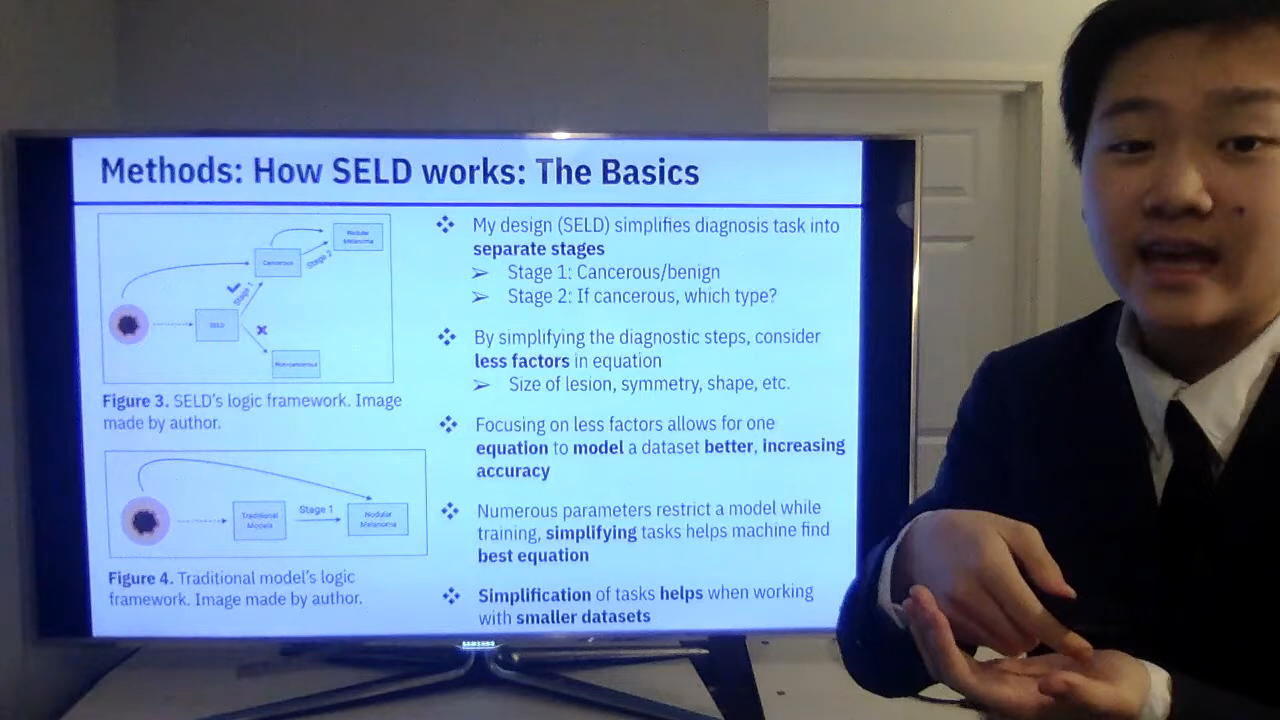 Methods: How SELD works: The Basics
Nodular
Melanoma
Cancerous
Stage 2
Stage 1
SELD
Non-cancerous
Figure 3. SELD's logic framework. Image
made by author.
Traditional
Models
Stage 1
Nodular
Melanoma
Figure 4. Traditional model's logic
framework. Image made by author.
❖ My design (SELD) simplifies diagnosis task into
separate stages
➢ Stage 1: Cancerous/benign
➢ Stage 2: If cancerous, which type?
❖ By simplifying the diagnostic steps, consider
less factors in equation
➢ Size of lesion, symmetry, shape, etc.
❖ Focusing on less factors allows for one
equation to model a dataset better, increasing
accuracy
❖ Numerous parameters restrict a model while
training, simplifying tasks helps machine find
best equation
❖ Simplification of tasks helps when working
with smaller datasets
SAMSUNG